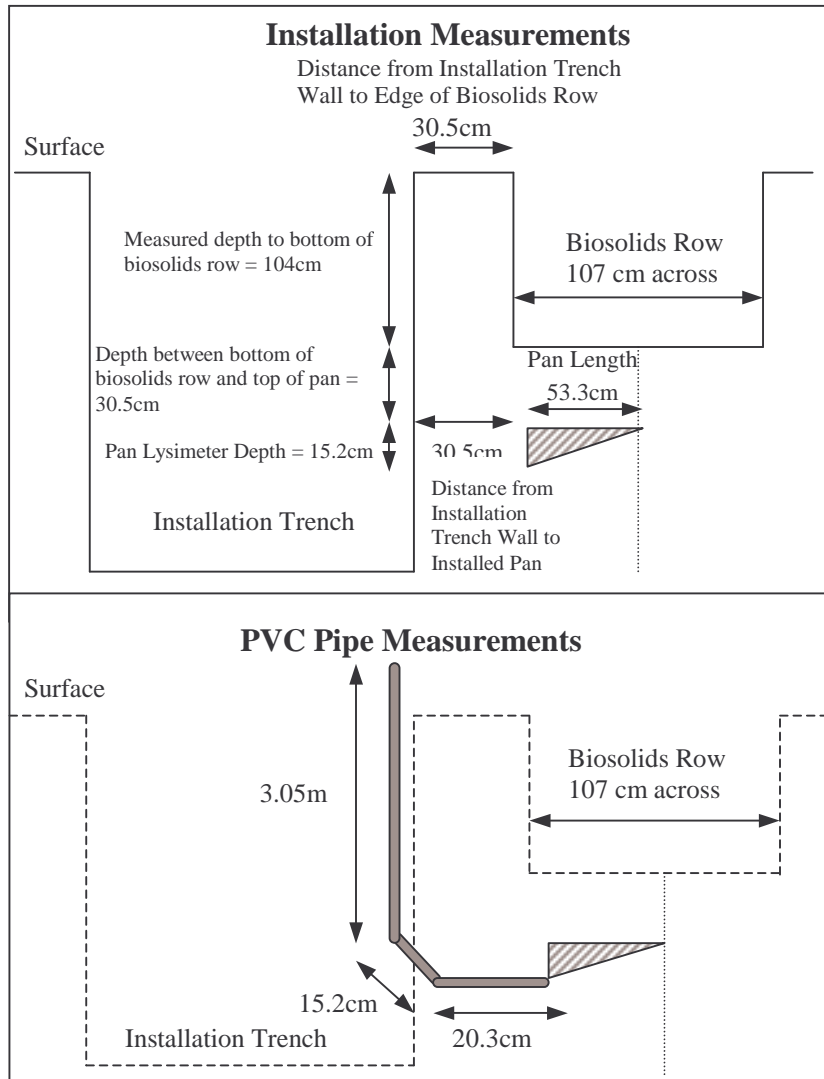 Installation Measurements
Distance from Installation Trench
Wall to Edge of Biosolids Row
30.5cm
Surface
Measured depth to bottom of
biosolids row = 104cm
Biosolids Row
107 cm across
Depth between bottom of
biosolids row and top of pan =
30.5cm
Pan Length
53.3cm
Pan Lysimeter Depth = 15.2cm
30.5cm
Distance from
Installation
Trench Wall to
Installed Pan
Installation Trench
PVC Pipe Measurements
Surface
Biosolids Row
107 cm across
3.05m
15.2cm
20.3cm
Installation Trench